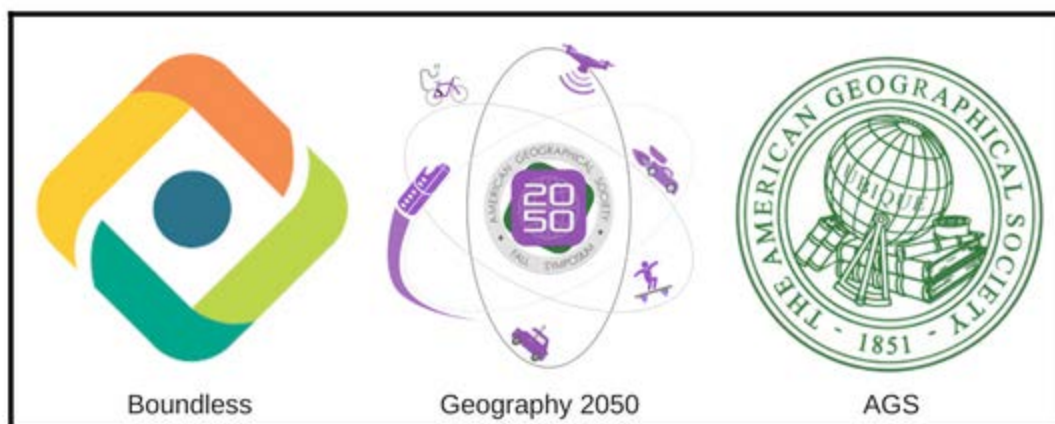 AMERICAN GEOGRAPHICAL SOCIETY
20
50
FALL SYMPOSIUM
THE AMERICAN GEOGRAPHICAL SOCIETY
UBIQUE
- 1851 -
Boundless
Geography 2050
AGS